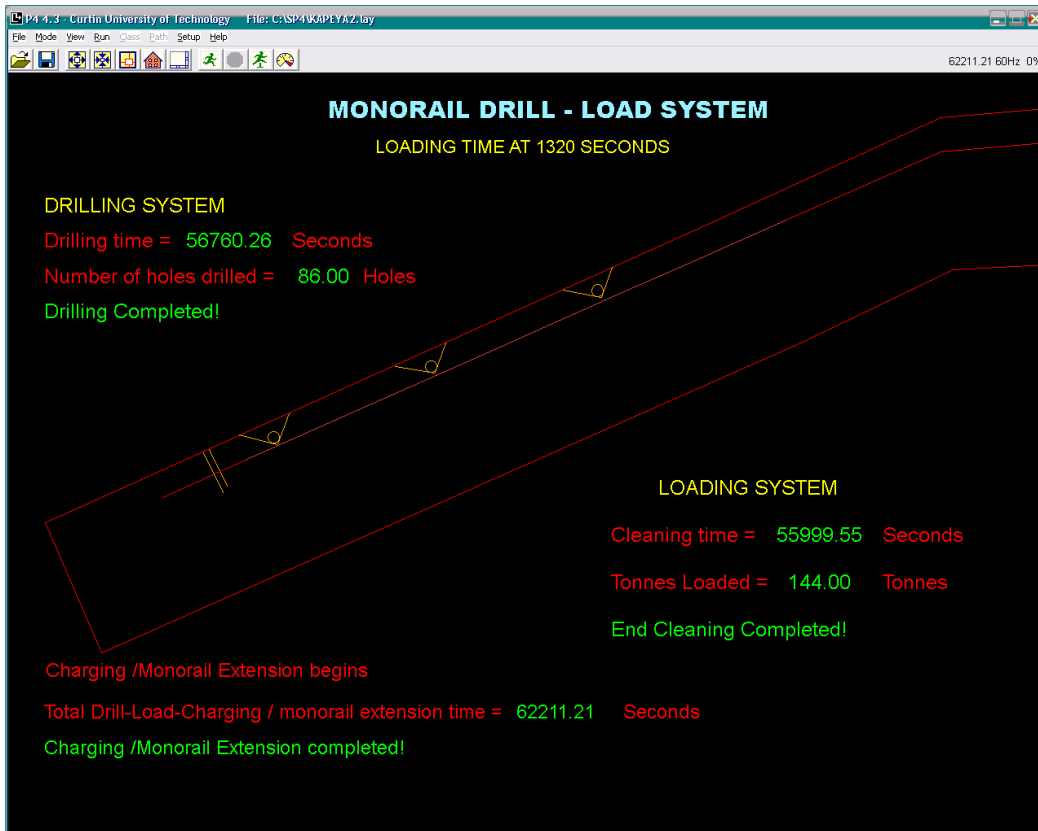 P4 4.3 - Curtin University of Technology File: C:\SP4\KAPEYA2.lay
File Mode View Run Class Path Setup Help
62211.21 60Hz 0%
MONORAIL DRILL - LOAD SYSTEM
LOADING TIME AT 1320 SECONDS
DRILLING SYSTEM
Drilling time = 56760.26 Seconds
Number of holes drilled = 86.00 Holes
Drilling Completed!
LOADING SYSTEM
Cleaning time = 55999.55 Seconds
Tonnes Loaded = 144.00 Tonnes
End Cleaning Completed!
Charging /Monorail Extension begins
Total Drill-Load-Charging / monorail extension time = 62211.21 Seconds
Charging /Monorail Extension completed!